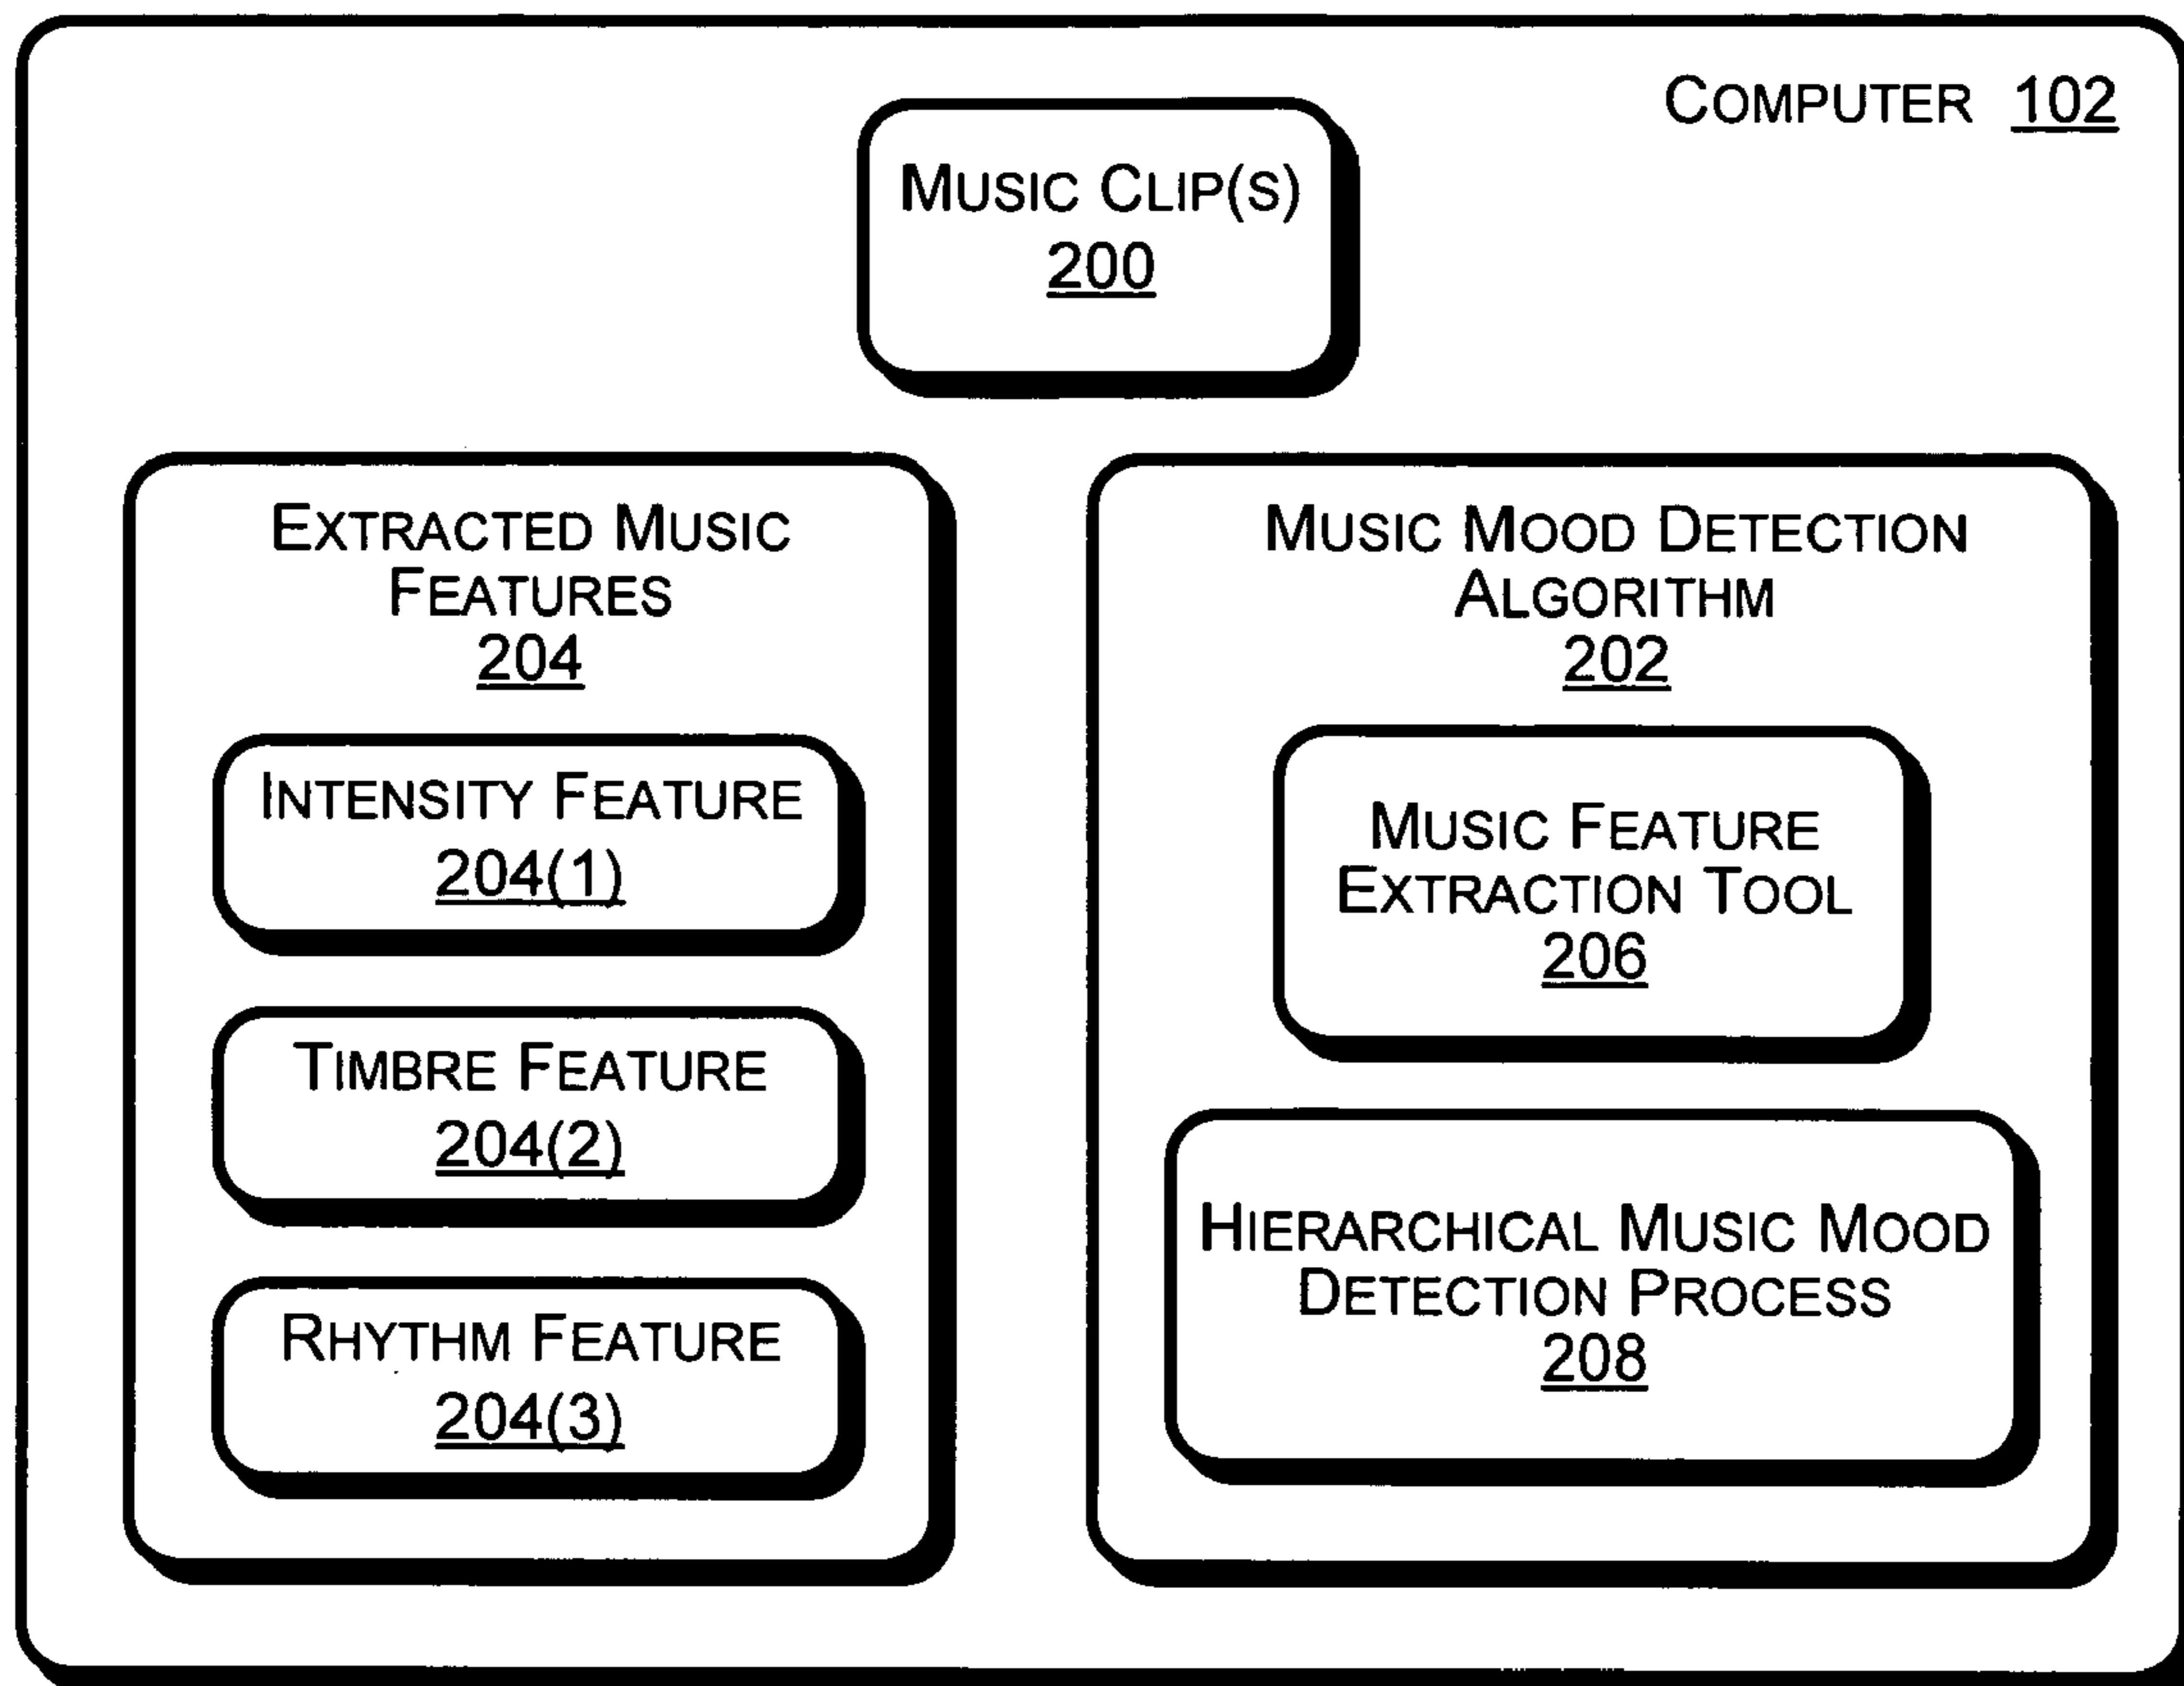 COMPUTER 102
MUSIC CLIP(S)
200
EXTRACTED MUSIC
FEATURES
204
INTENSITY FEATURE
204(1)
TIMBRE FEATURE
204(2)
RHYTHM FEATURE
204(3)
MUSIC MOOD DETECTION
ALGORITHM
202
MUSIC FEATURE
EXTRACTION TOOL
206
HIERARCHICAL MUSIC MOOD
DETECTION PROCESS
208